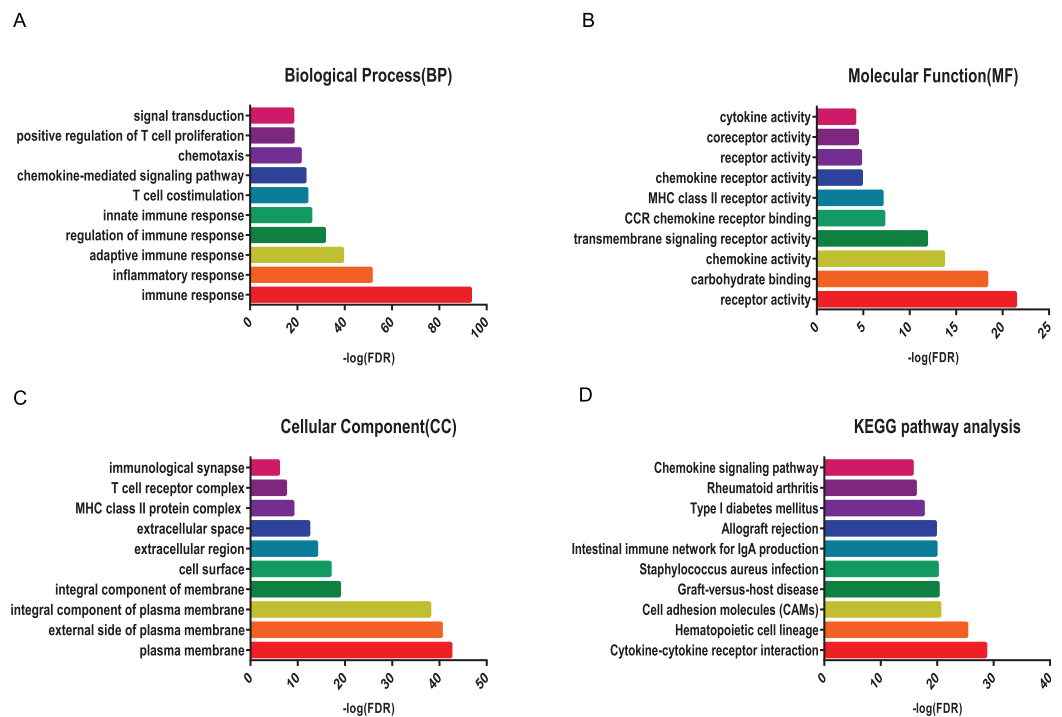 A
Biological Process(BP)
signal transduction
positive regulation of T cell proliferation
chemotaxis
chemokine-mediated signaling pathway
T cell costimulation
innate immune response
regulation of immune response
adaptive immune response
inflammatory response
immune response
0 20 40 60 80 100
-log(FDR)
B
Molecular Function(MF)
cytokine activity
coreceptor activity
receptor activity
chemokine receptor activity
MHC class II receptor activity
CCR chemokine receptor binding
transmembrane signaling receptor activity
chemokine activity
carbohydrate binding
receptor activity
0 5 10 15 20 25
-log(FDR)
C
Cellular Component(CC)
immunological synapse
T cell receptor complex
MHC class II protein complex
extracellular space
extracellular region
cell surface
integral component of membrane
integral component of plasma membrane
external side of plasma membrane
plasma membrane
0 10 20 30 40 50
-log(FDR)
D
KEGG pathway analysis
Chemokine signaling pathway
Rheumatoid arthritis
Type I diabetes mellitus
Allograft rejection
Intestinal immune network for IgA production
Staphylococcus aureus infection
Graft-versus-host disease
Cell adhesion molecules (CAMs)
Hematopoietic cell lineage
Cytokine-cytokine receptor interaction
0 10 20 30 40
-log(FDR)